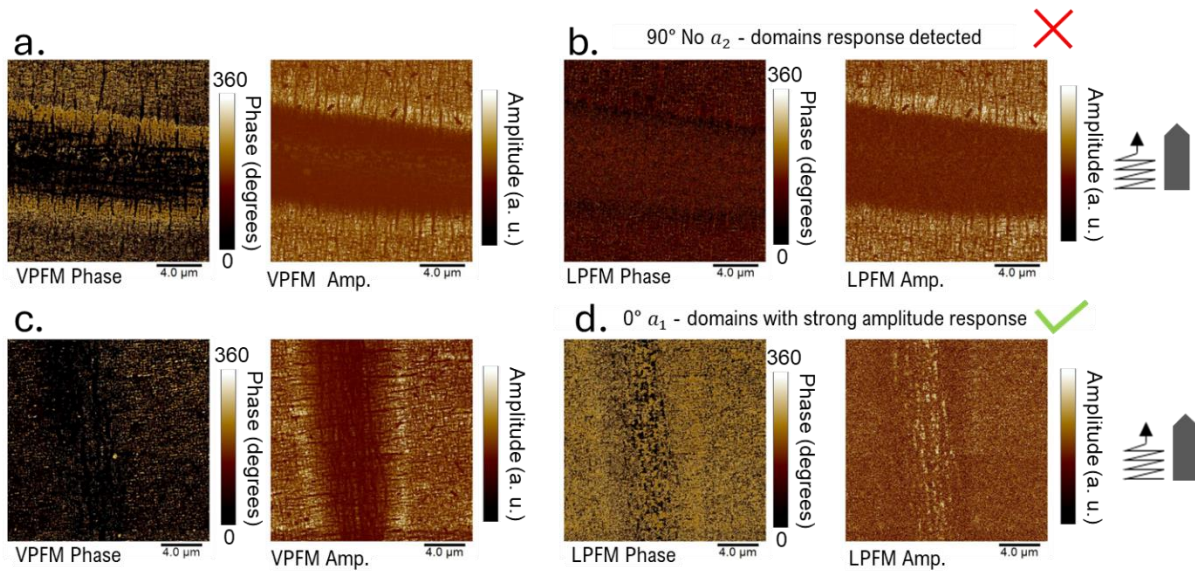 a.
360
Phase (degrees)
0
VPFM Phase
4.0 µm
Amplitude (a. u.)
VPFM Amp.
4.0 µm
b.
90° No a₂ - domains response detected
360
Phase (degrees)
0
LPFM Phase
4.0 µm
Amplitude (a. u.)
LPFM Amp.
4.0 µm
c.
360
Phase (degrees)
0
VPFM Phase
4.0 µm
Amplitude (a. u.)
VPFM Amp.
4.0 µm
d.
0° a₁ - domains with strong amplitude response
360
Phase (degrees)
0
LPFM Phase
4.0 µm
Amplitude (a. u.)
LPFM Amp.
4.0 µm